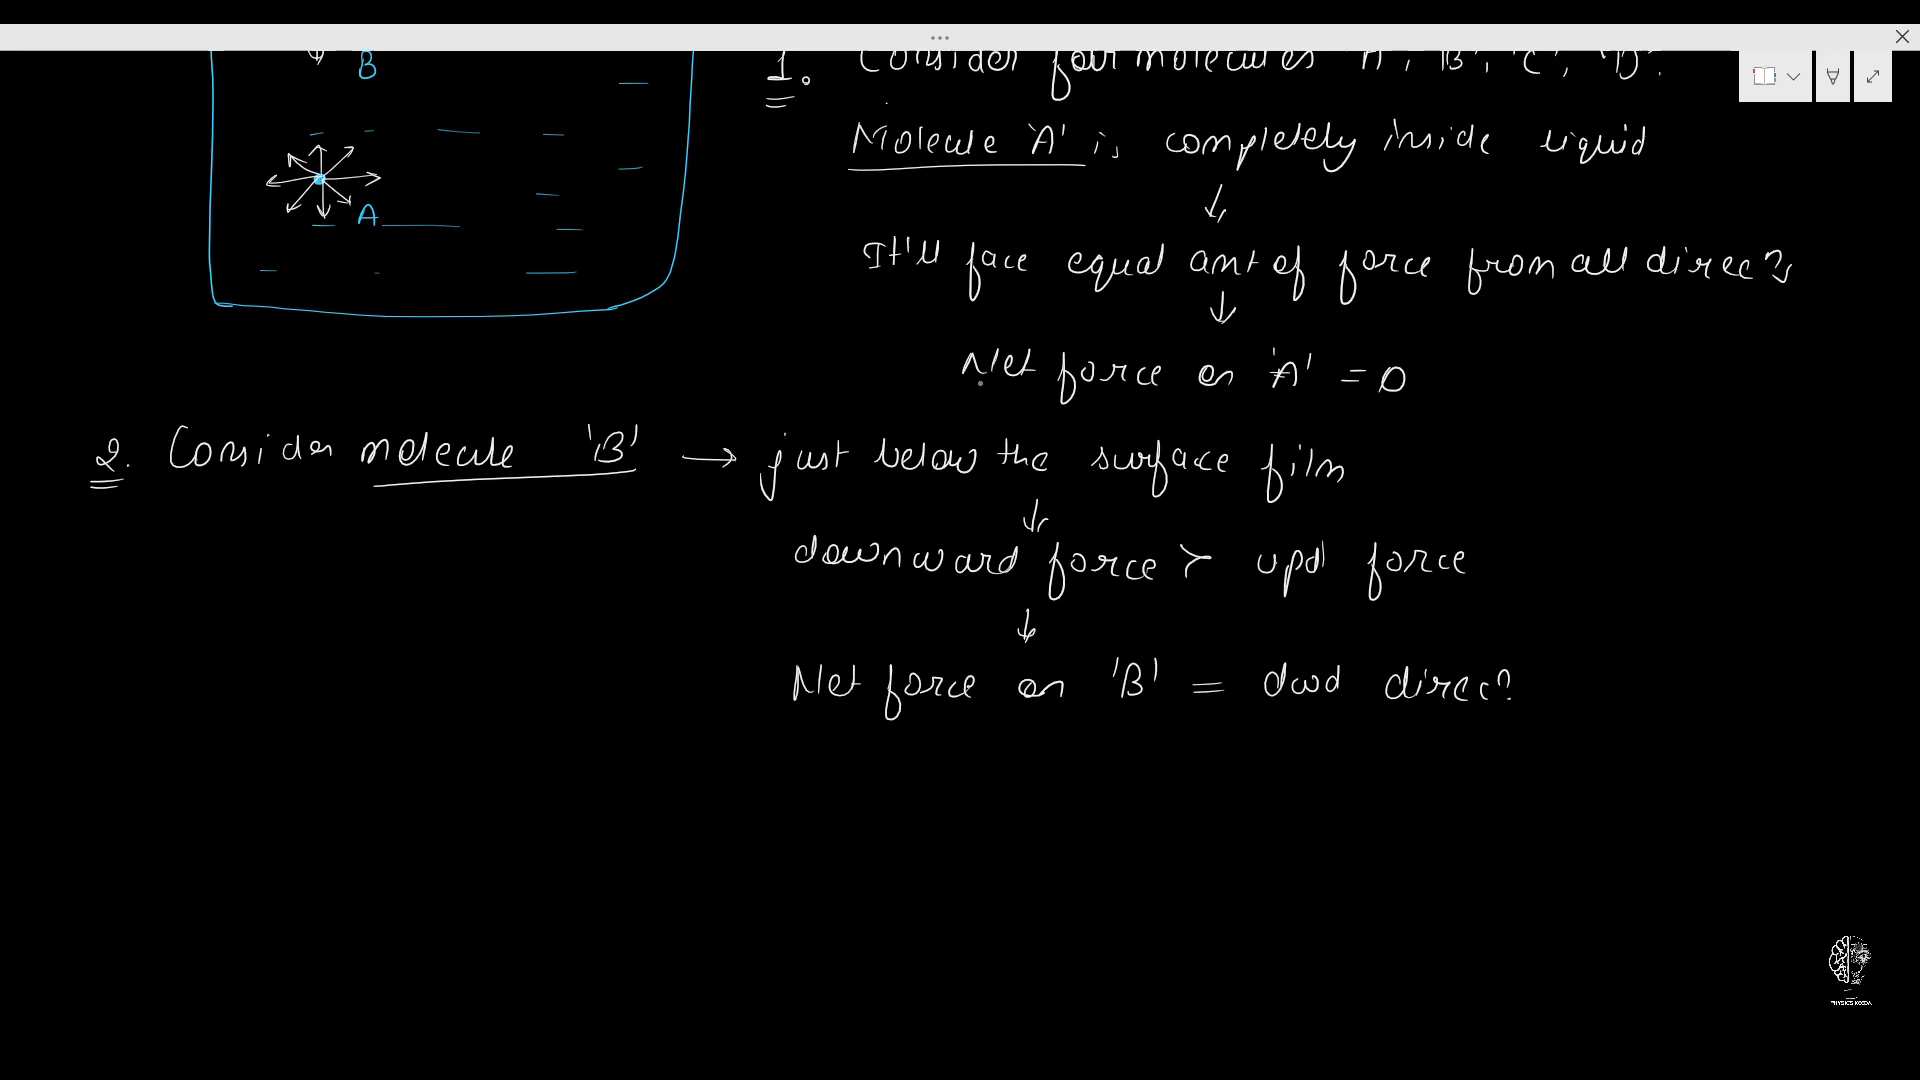 B
1. Consider four molecules 'A', 'B', 'C', 'D'.
Molecule 'A' is completely inside liquid
A
It'll face equal amt of force from all direc?s
Net force on 'A' = 0
2. Consider molecule 'B' → just below the surface film
downward force > upd force
Net force on 'B' = dwd direc?